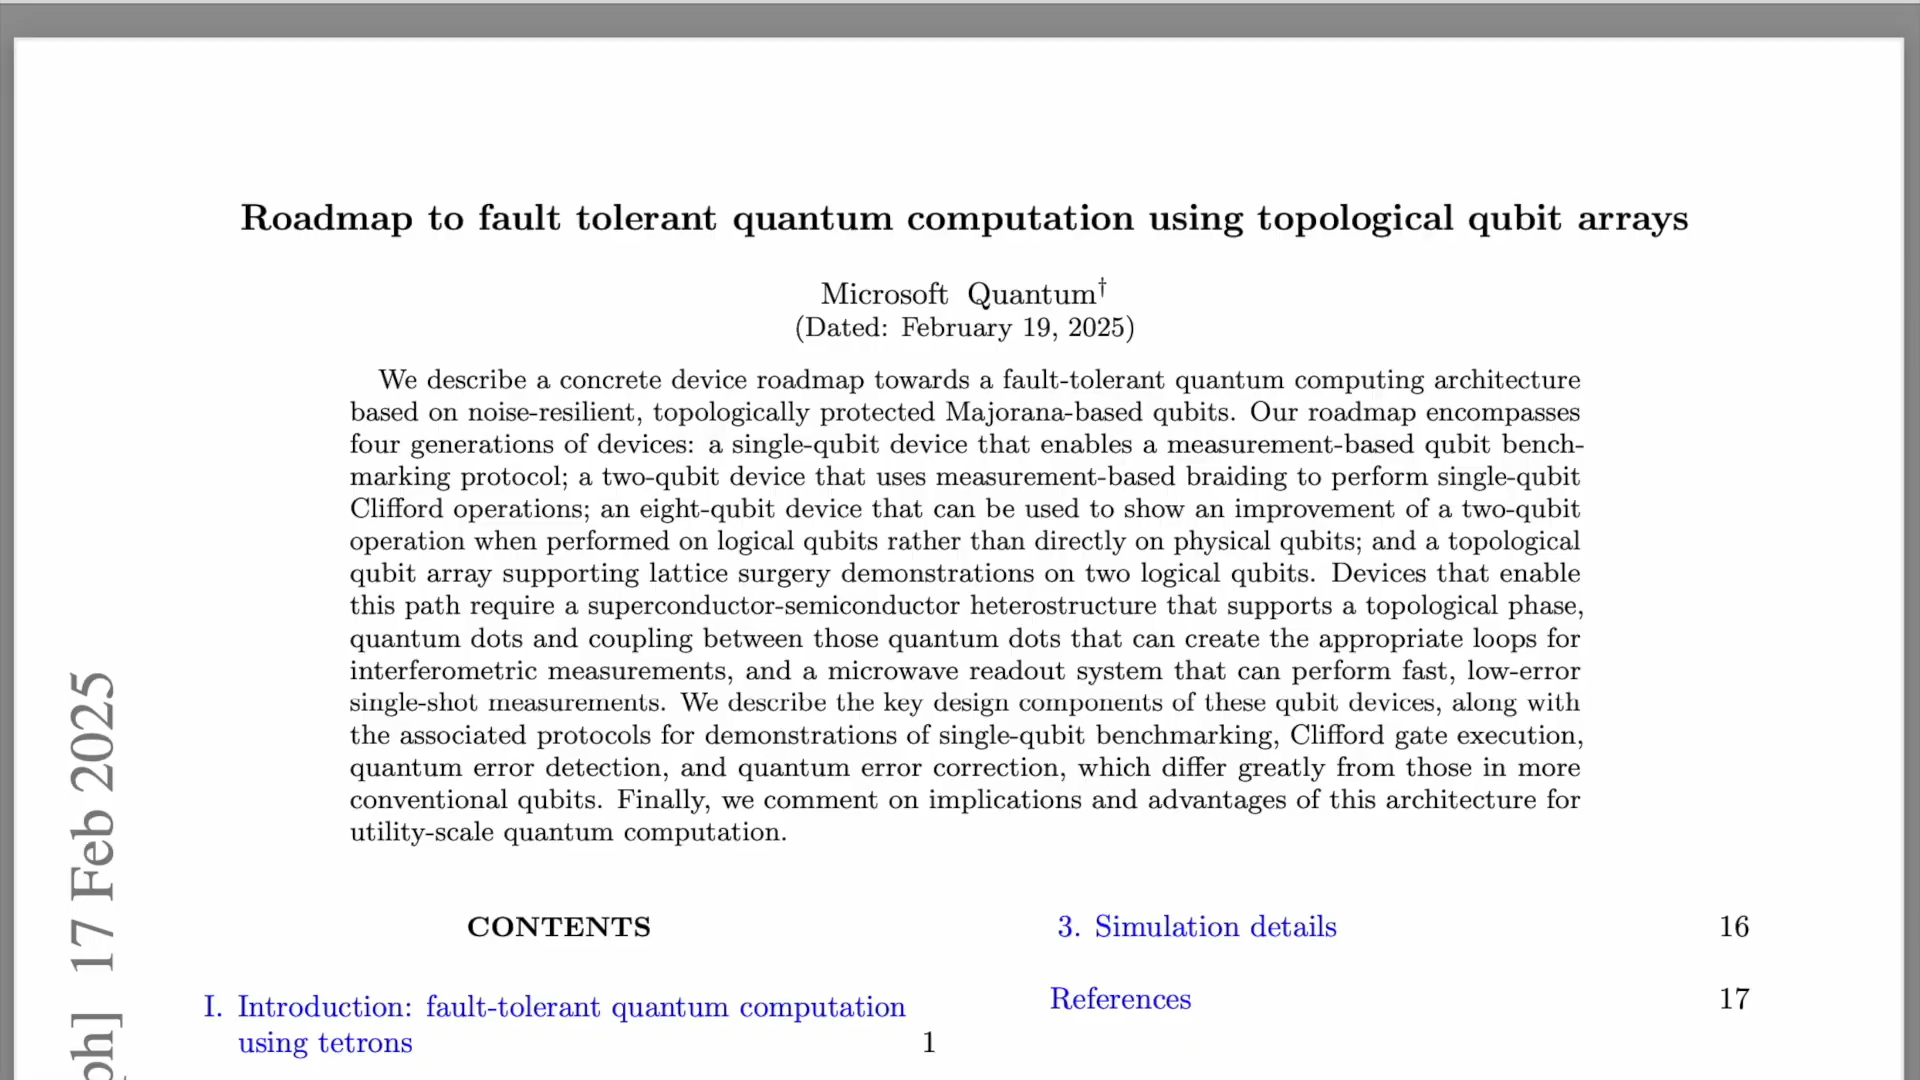 Roadmap to fault tolerant quantum computation using topological qubit arrays
Microsoft Quantum†
(Dated: February 19, 2025)
We describe a concrete device roadmap towards a fault-tolerant quantum computing architecture
based on noise-resilient, topologically protected Majorana-based qubits. Our roadmap encompasses
four generations of devices: a single-qubit device that enables a measurement-based qubit bench-
marking protocol; a two-qubit device that uses measurement-based braiding to perform single-qubit
Clifford operations; an eight-qubit device that can be used to show an improvement of a two-qubit
operation when performed on logical qubits rather than directly on physical qubits; and a topological
qubit array supporting lattice surgery demonstrations on two logical qubits. Devices that enable
this path require a superconductor-semiconductor heterostructure that supports a topological phase,
quantum dots and coupling between those quantum dots that can create the appropriate loops for
interferometric measurements, and a microwave readout system that can perform fast, low-error
single-shot measurements. We describe the key design components of these qubit devices, along with
the associated protocols for demonstrations of single-qubit benchmarking, Clifford gate execution,
quantum error detection, and quantum error correction, which differ greatly from those in more
conventional qubits. Finally, we comment on implications and advantages of this architecture for
utility-scale quantum computation.
CONTENTS
I. Introduction: fault-tolerant quantum computation
using tetrons 1
3. Simulation details 16
References 17
ph] 17 Feb 2025